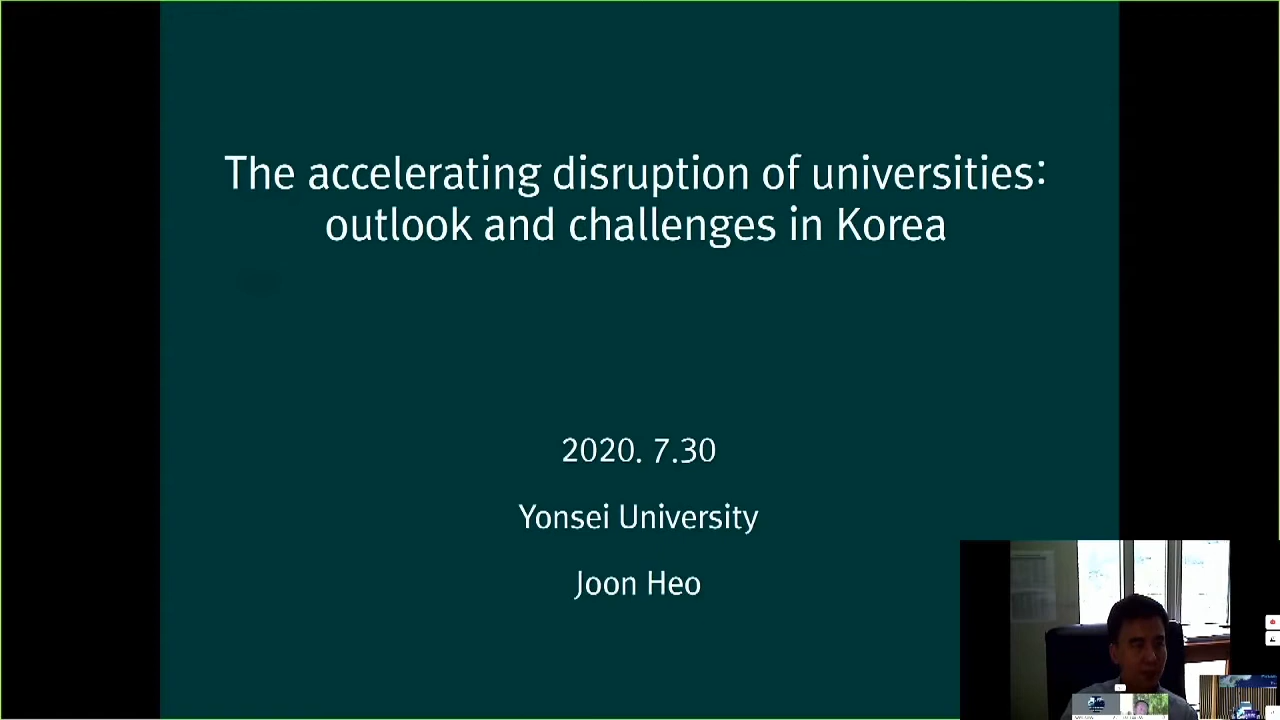 The accelerating disruption of universities:
outlook and challenges in Korea
2020. 7.30
Yonsei University
Joon Heo